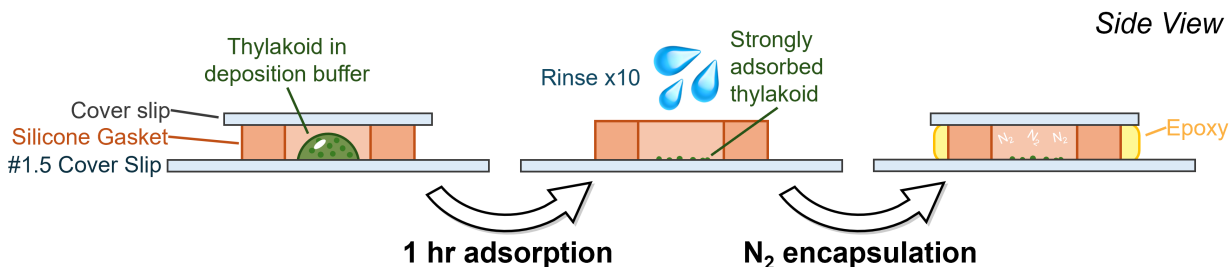 Side View
Thylakoid in
deposition buffer
Cover slip
Silicone Gasket
#1.5 Cover Slip
Rinse x10
Strongly
adsorbed
thylakoid
N₂ N₂ N₂
Epoxy
1 hr adsorption
N₂ encapsulation